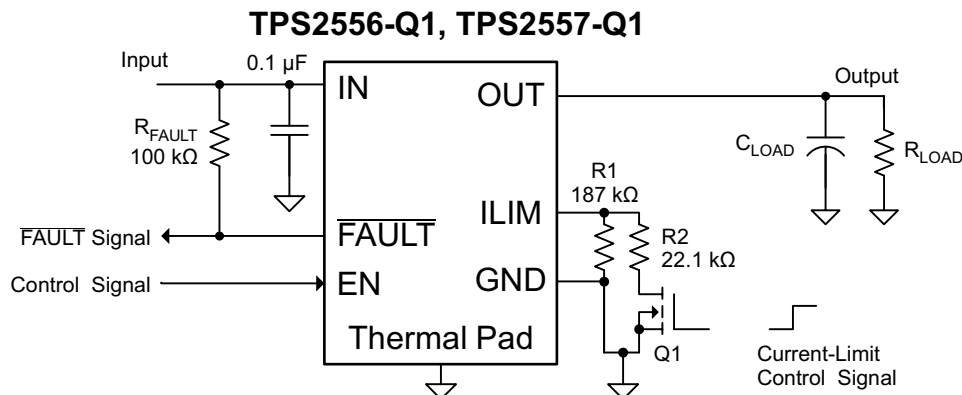 TPS2556-Q1, TPS2557-Q1
Input
0.1 µF
IN
OUT
Output
R_FAULT
100 kΩ
C_LOAD
R_LOAD
R1
187 kΩ
ILIM
FAULT Signal
FAULT
R2
22.1 kΩ
Control Signal
EN
GND
Thermal Pad
Q1
Current-Limit
Control Signal